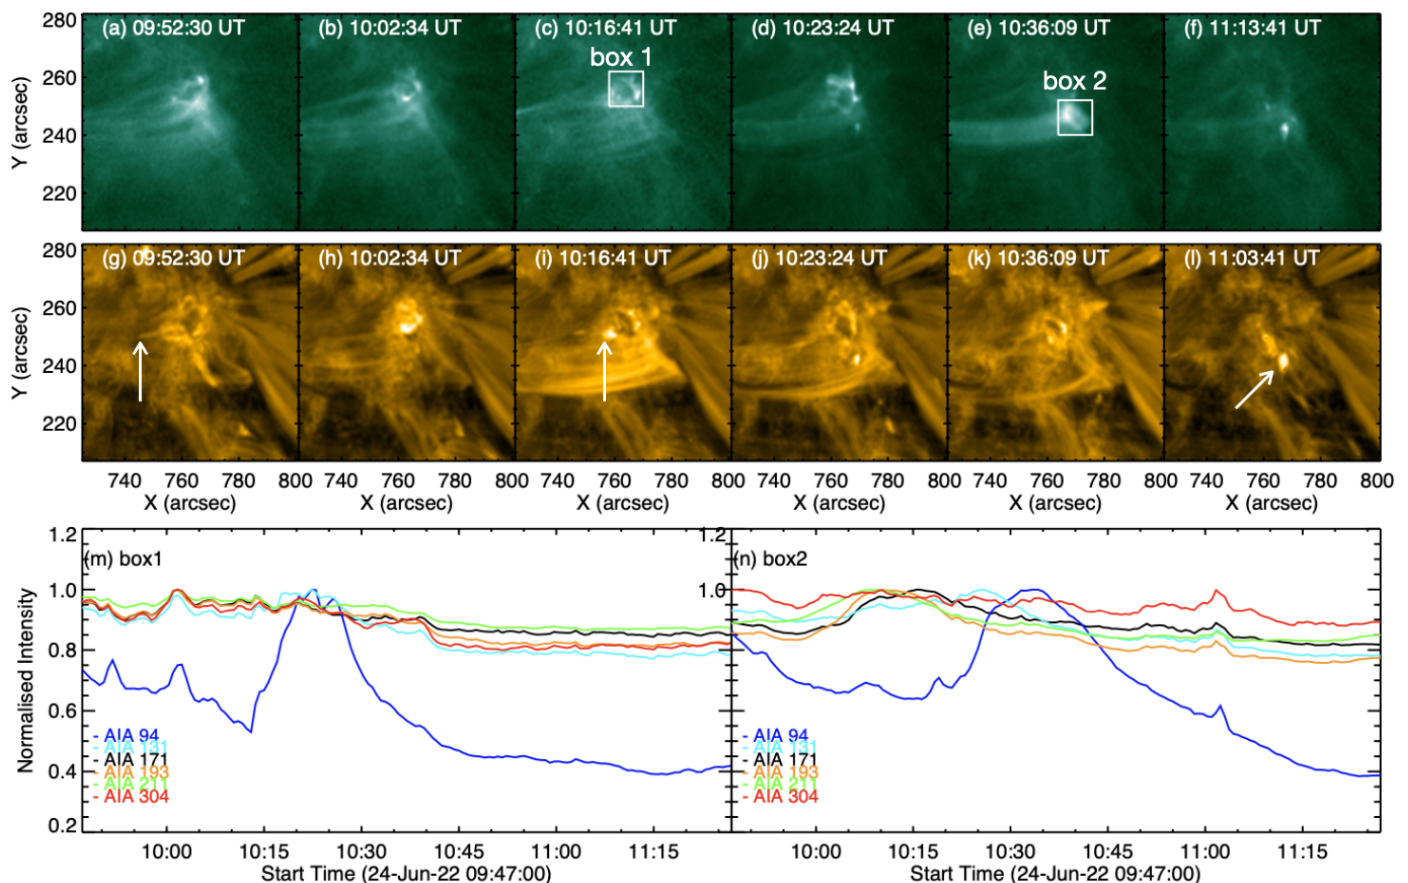 280
(a) 09:52:30 UT
(b) 10:02:34 UT
(c) 10:16:41 UT
(d) 10:23:24 UT
(e) 10:36:09 UT
(f) 11:13:41 UT
box 1
box 2
260
240
220
Y (arcsec)
280
(g) 09:52:30 UT
(h) 10:02:34 UT
(i) 10:16:41 UT
(j) 10:23:24 UT
(k) 10:36:09 UT
(l) 11:03:41 UT
260
240
220
Y (arcsec)
740 760 780 800 740 760 780 800 740 760 780 800 740 760 780 800 740 760 780 800 740 760 780 800
X (arcsec) X (arcsec) X (arcsec) X (arcsec) X (arcsec) X (arcsec)
1.2
(m) box1
1.0
0.8
0.6
0.4
0.2
Normalised Intensity
- AIA 94
- AIA 131
- AIA 171
- AIA 193
- AIA 211
- AIA 304
10:00 10:15 10:30 10:45 11:00 11:15
Start Time (24-Jun-22 09:47:00)
1.2
(n) box2
1.0
- AIA 94
- AIA 131
- AIA 171
- AIA 193
- AIA 211
- AIA 304
10:00 10:15 10:30 10:45 11:00 11:15
Start Time (24-Jun-22 09:47:00)